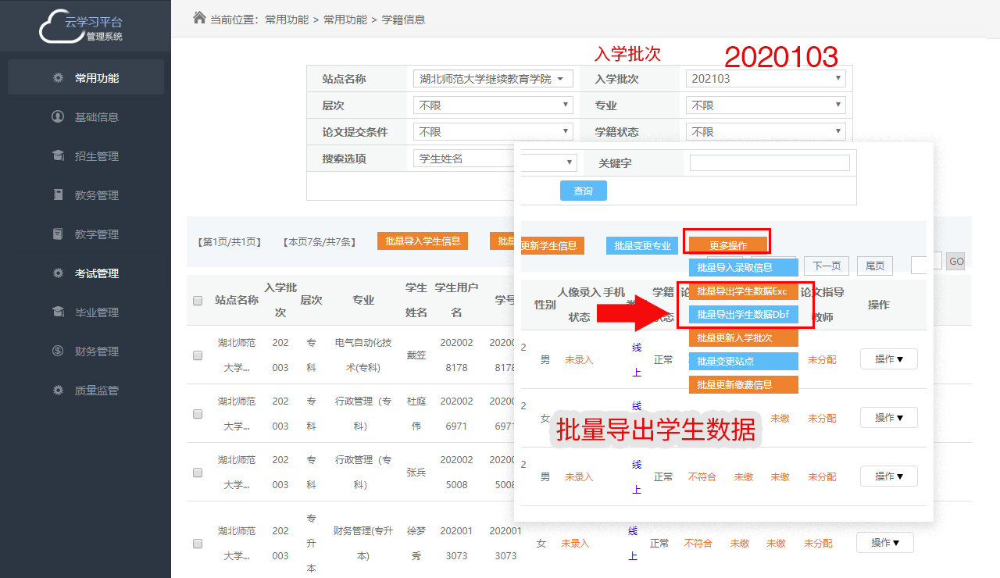 云学习平台
管理系统
当前位置：常用功能 > 常用功能 > 学籍信息
常用功能
基础信息
招生管理
教务管理
教学管理
考试管理
毕业管理
财务管理
质量监管
入学批次 2020103
站点名称 湖北师范大学继续教育学院 入学批次 202103
层次 不限 专业 不限
论文提交条件 不限 学籍状态 不限
搜索选项 学生姓名
关键字
查询
【第1页/共1页】 【本页7条/共7条】 批量导入学生信息 批量
更新学生信息 批量变更专业 更多操作
下一页 尾页 GO
批量导入录取信息
批量导出学生数据Exc
批量导出学生数据Dbf
批量更新入学批次
批量变更站点
批量更新缴费信息
站点名称 入学批次 层次 专业 学生姓名 学生用户名 学号
性别 人像录入状态 手机 学籍状态 论文指导教师 操作
湖北师范大学... 202003 专科 电气自动化技术(专科) 戴笠 2020028178 202008178
2 男 未录入 线上 正常 未分配 操作▼
湖北师范大学... 202003 专科 行政管理（专科） 杜庭伟 2020026971 202006971
2 女 线 未缴 未分配 操作▼
批量导出学生数据
湖北师范大学... 202003 专科 行政管理（专科） 张兵 2020025008 202005008
2 男 未录入 线上 正常 不符合 未缴 未缴 未分配 操作▼
湖北师范大学... 202003 专升本 财务管理(专升本) 徐梦秀 2020013073 2020013073 女 未录入 线上 正常 不符合 未缴 未缴 未分配 操作▼